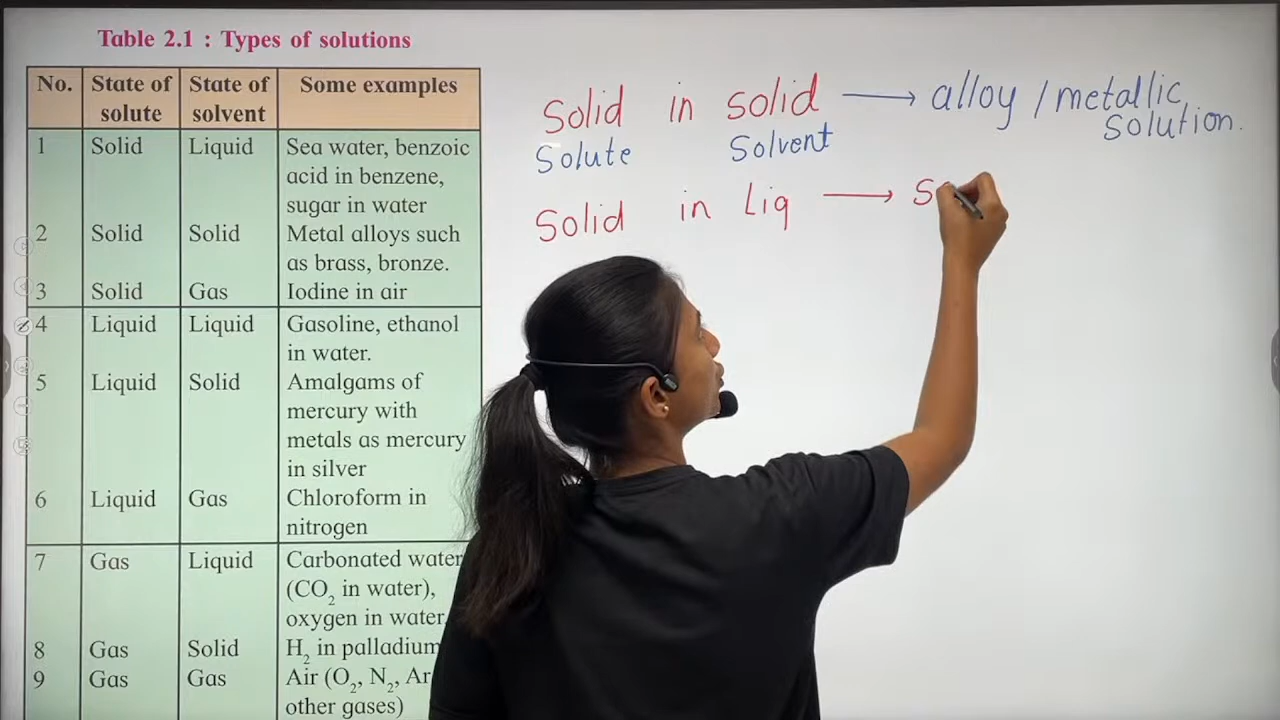 Table 2.1 : Types of solutions
No. State of solute State of solvent Some examples
1 Solid Liquid Sea water, benzoic
acid in benzene,
sugar in water
2 Solid Solid Metal alloys such
as brass, bronze.
3 Solid Gas Iodine in air
4 Liquid Liquid Gasoline, ethanol
in water.
5 Liquid Solid Amalgams of
mercury with
metals as mercury
in silver
6 Liquid Gas Chloroform in
nitrogen
7 Gas Liquid Carbonated water
(CO2 in water),
oxygen in water
8 Gas Solid H2 in palladium
9 Gas Gas Air (O2, N2, Ar
other gases)
Solid in solid → alloy / metallic
solution.
Solute Solvent
Solid in Liq → S